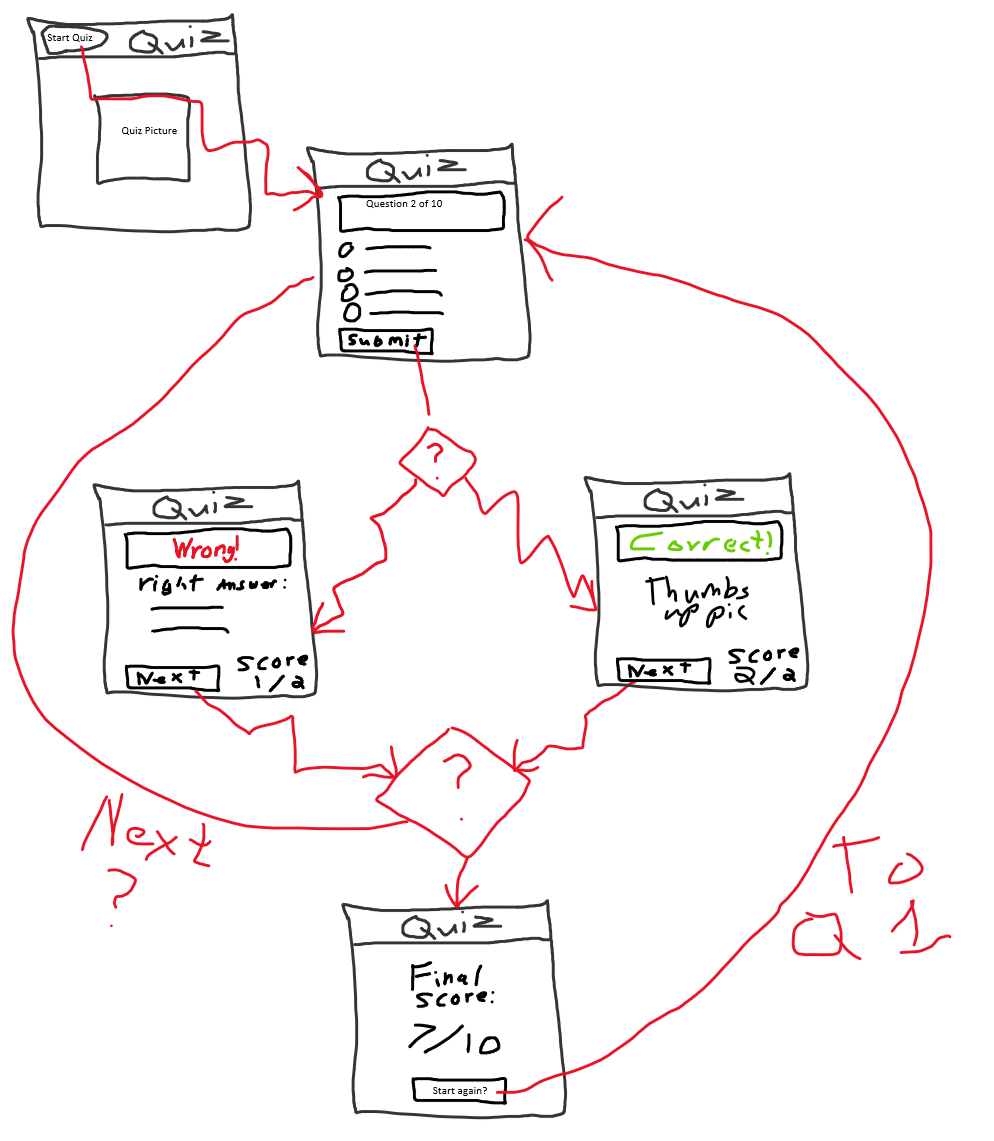 Start Quiz
Quiz
Quiz Picture
Quiz
Question 2 of 10
Submit
?
Quiz
Wrong!
right Answer:
Next
Score
1/2
Quiz
Correct!
Thumbs
up pic
Next
Score
2/2
?
Next
?
To
Q 1
Quiz
Final
Score:
7/10
Start again?